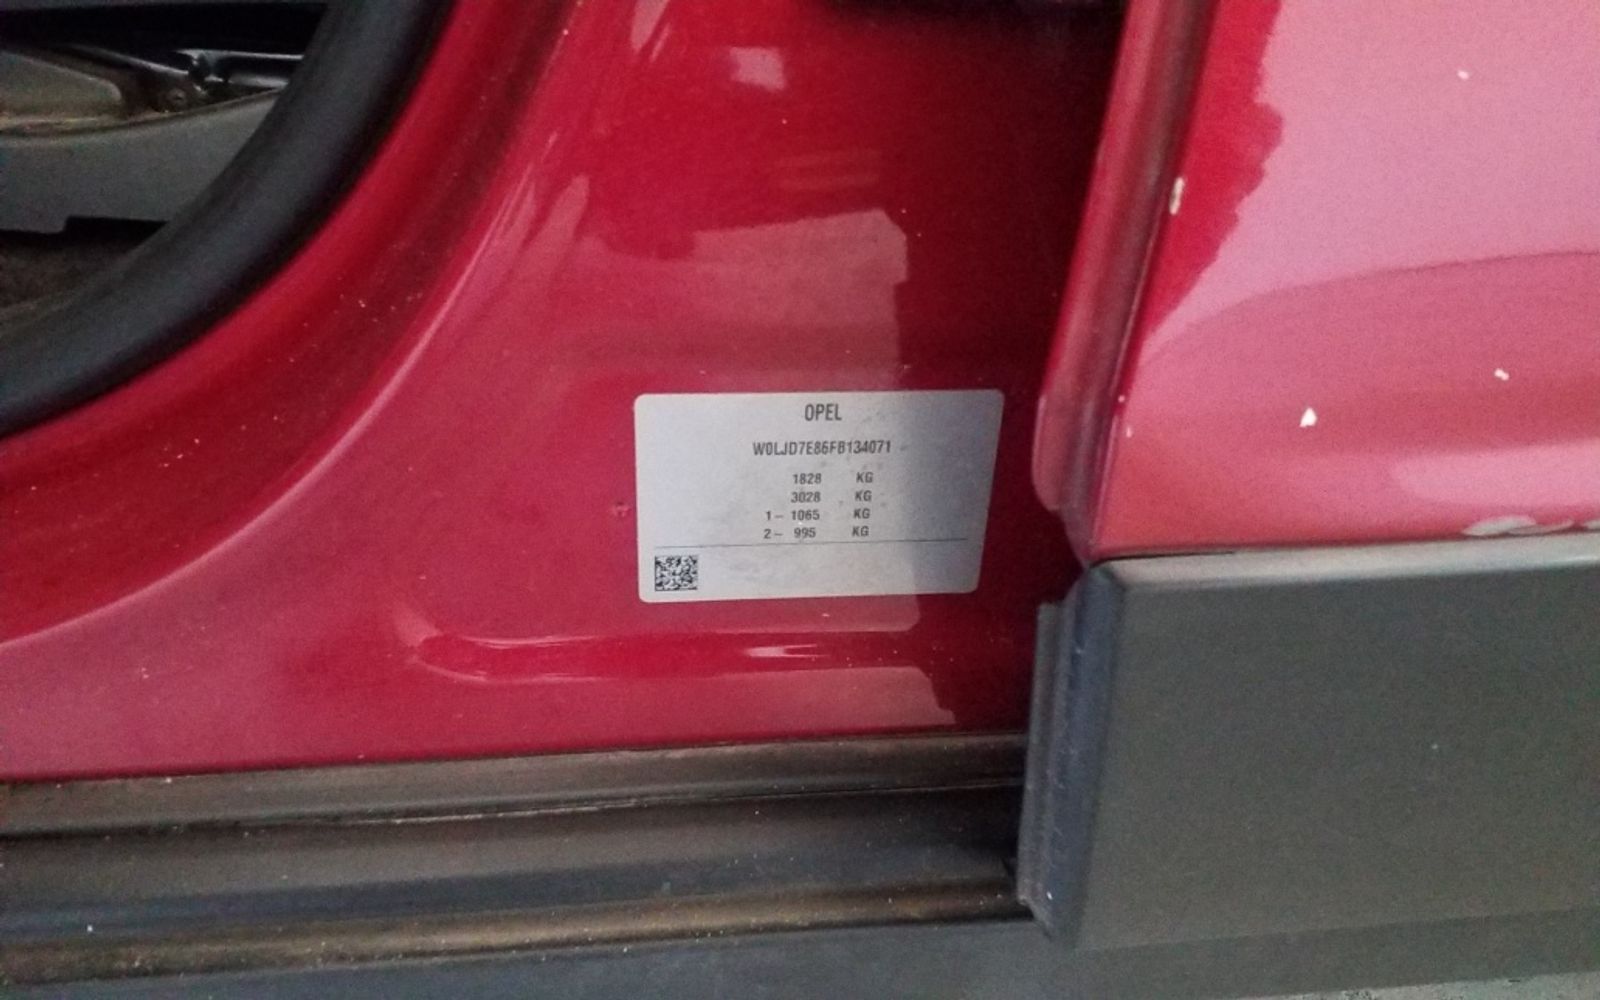 OPEL
W0LJD7E86FB134071
1828 KG
3028 KG
1- 1065 KG
2- 995 KG